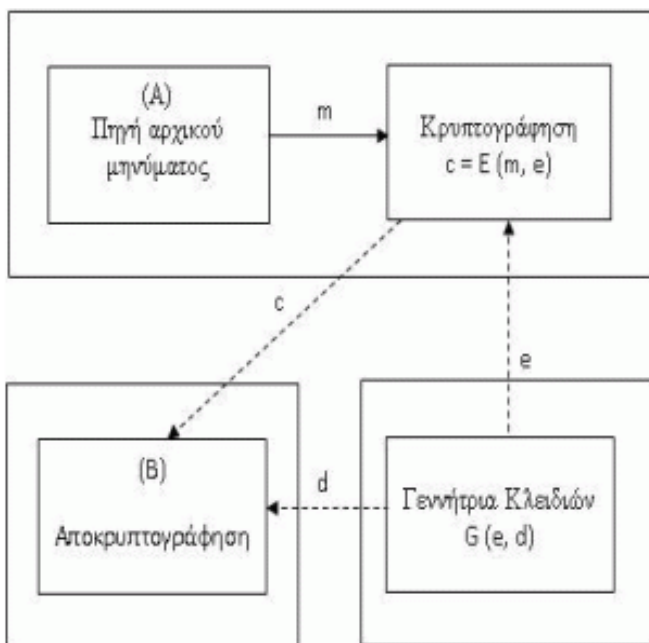 (A)
Πηγή αρχικού
μηνύματος
m
Κρυπτογράφηση
c = E (m, e)
c
e
(B)
Αποκρυπτογράφηση
d
Γεννήτρια Κλειδιών
G (e, d)